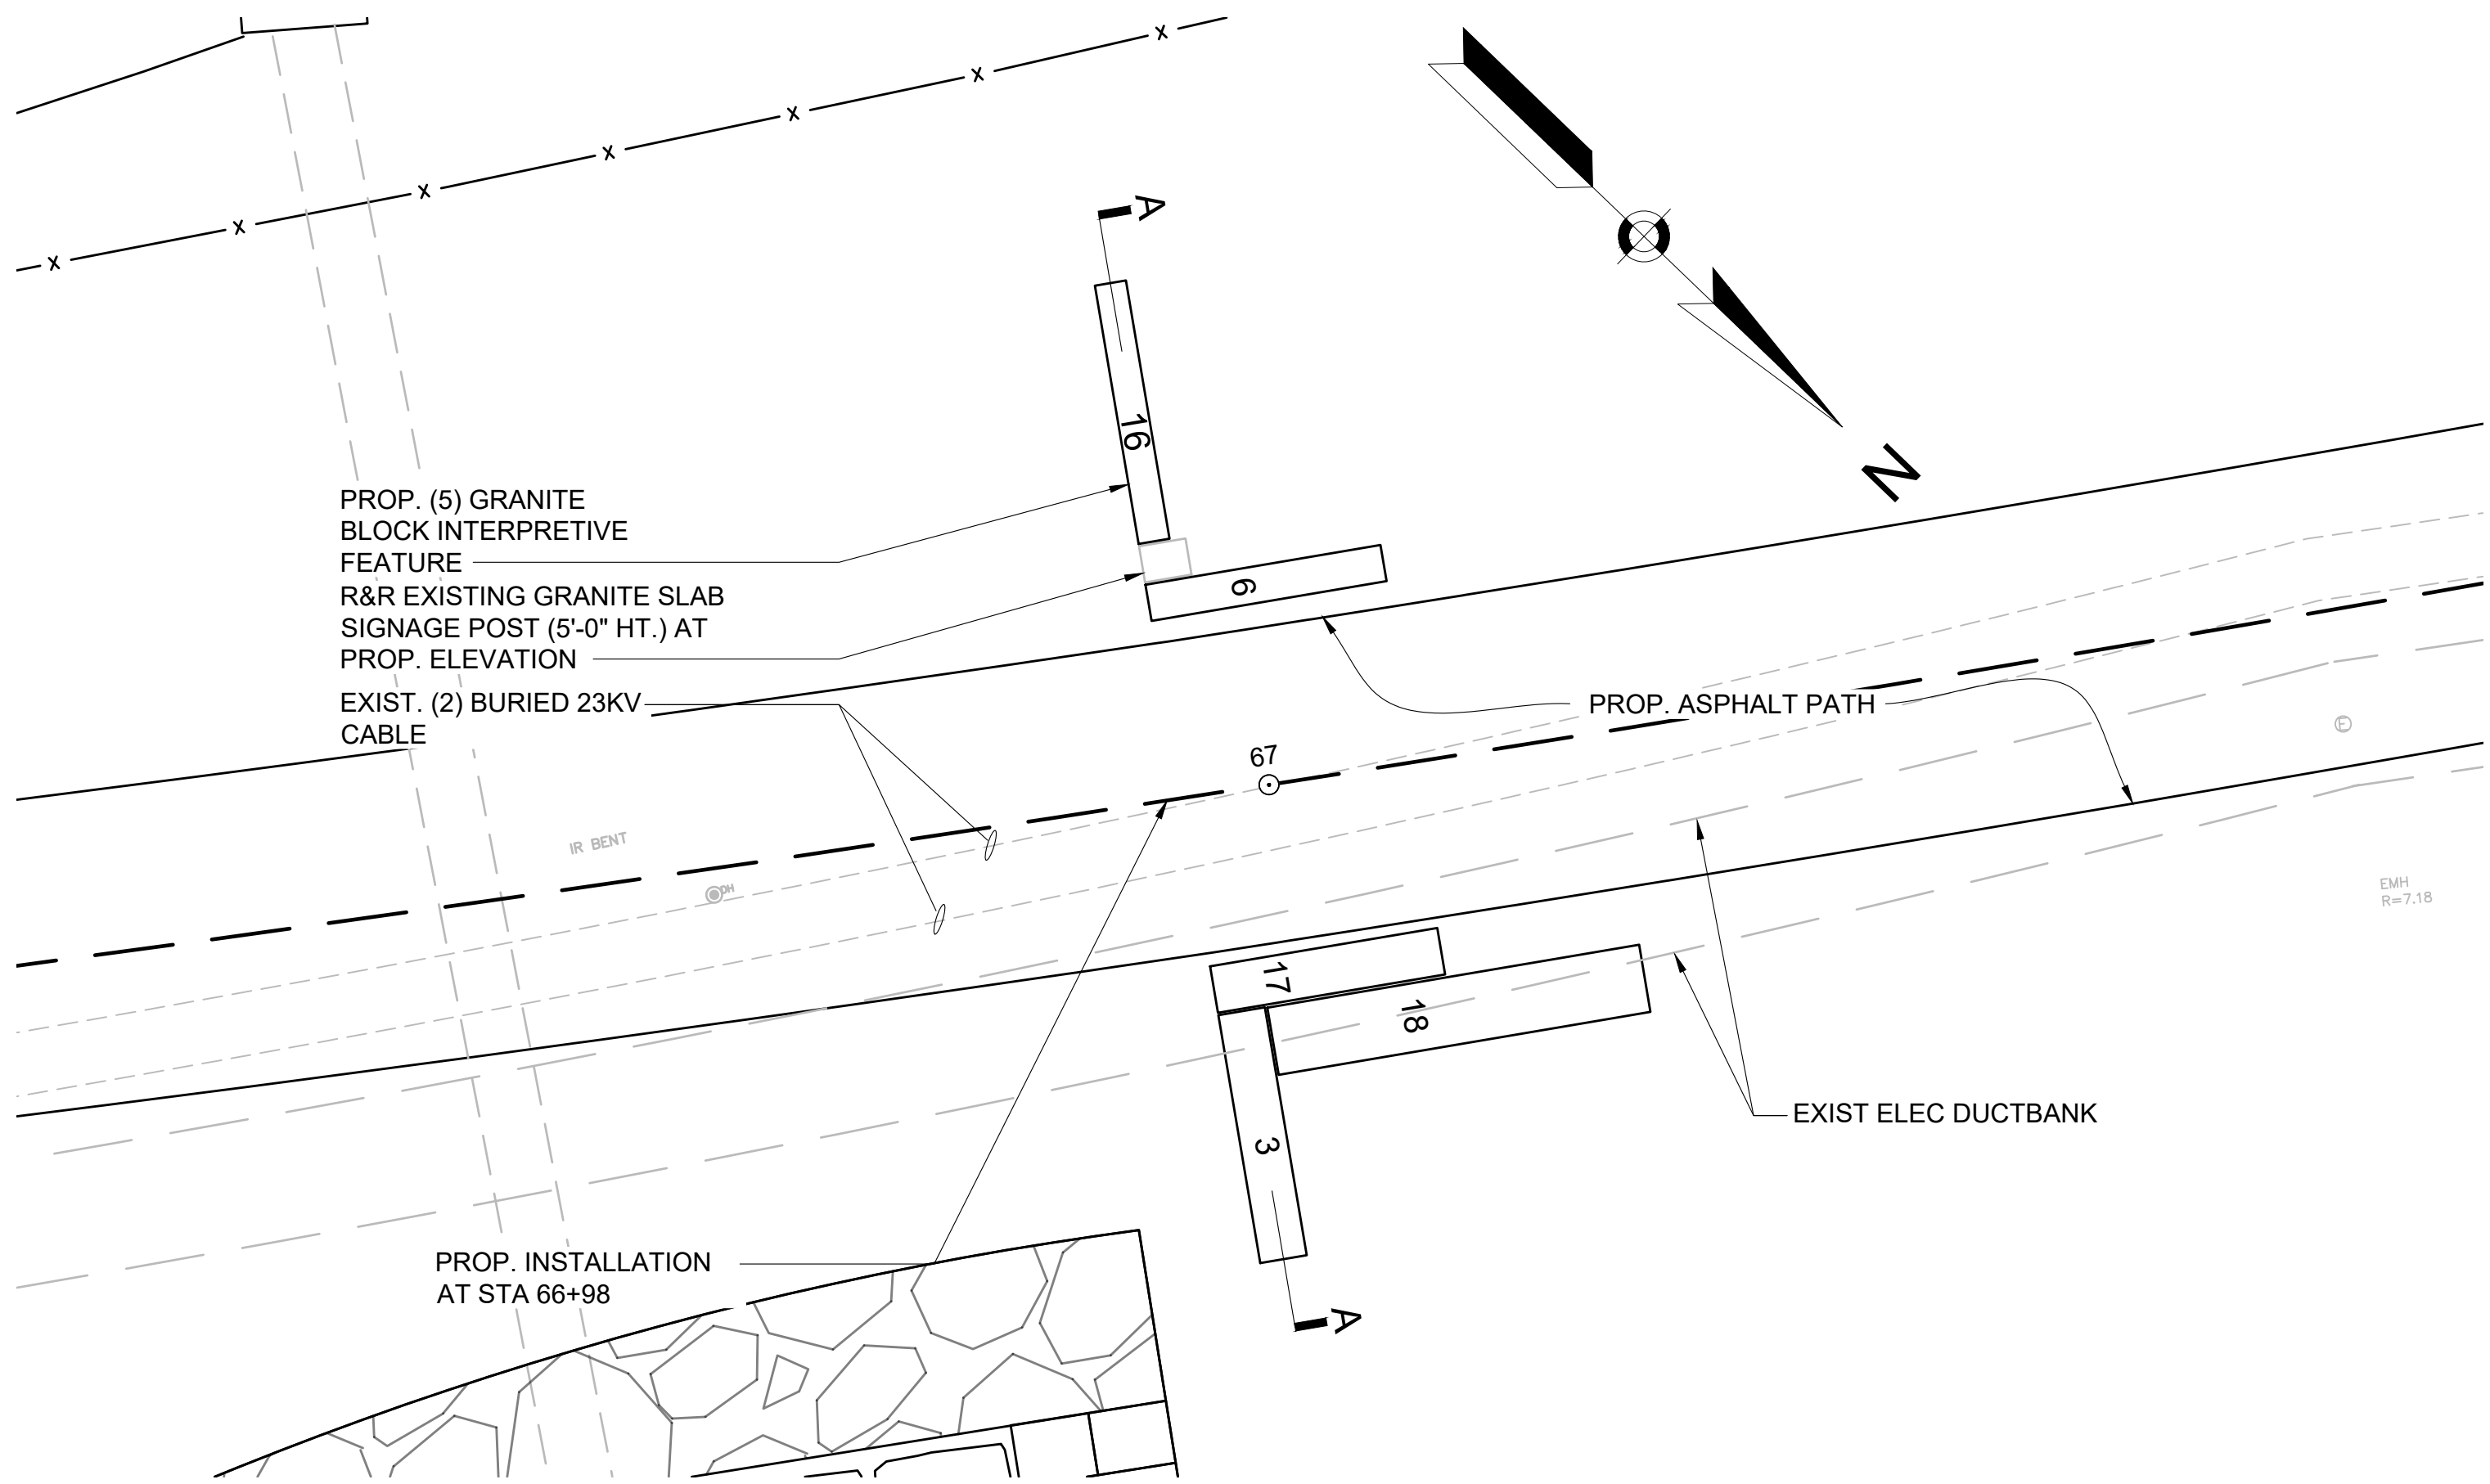 A
16
N
PROP. (5) GRANITE
BLOCK INTERPRETIVE
FEATURE
R&R EXISTING GRANITE SLAB
SIGNAGE POST (5'-0" HT.) AT
PROP. ELEVATION
6
EXIST. (2) BURIED 23KV
CABLE
PROP. ASPHALT PATH
67
E
IR BENT
DH
EMH
R=7.18
17
18
3
EXIST ELEC DUCTBANK
PROP. INSTALLATION
AT STA 66+98
A